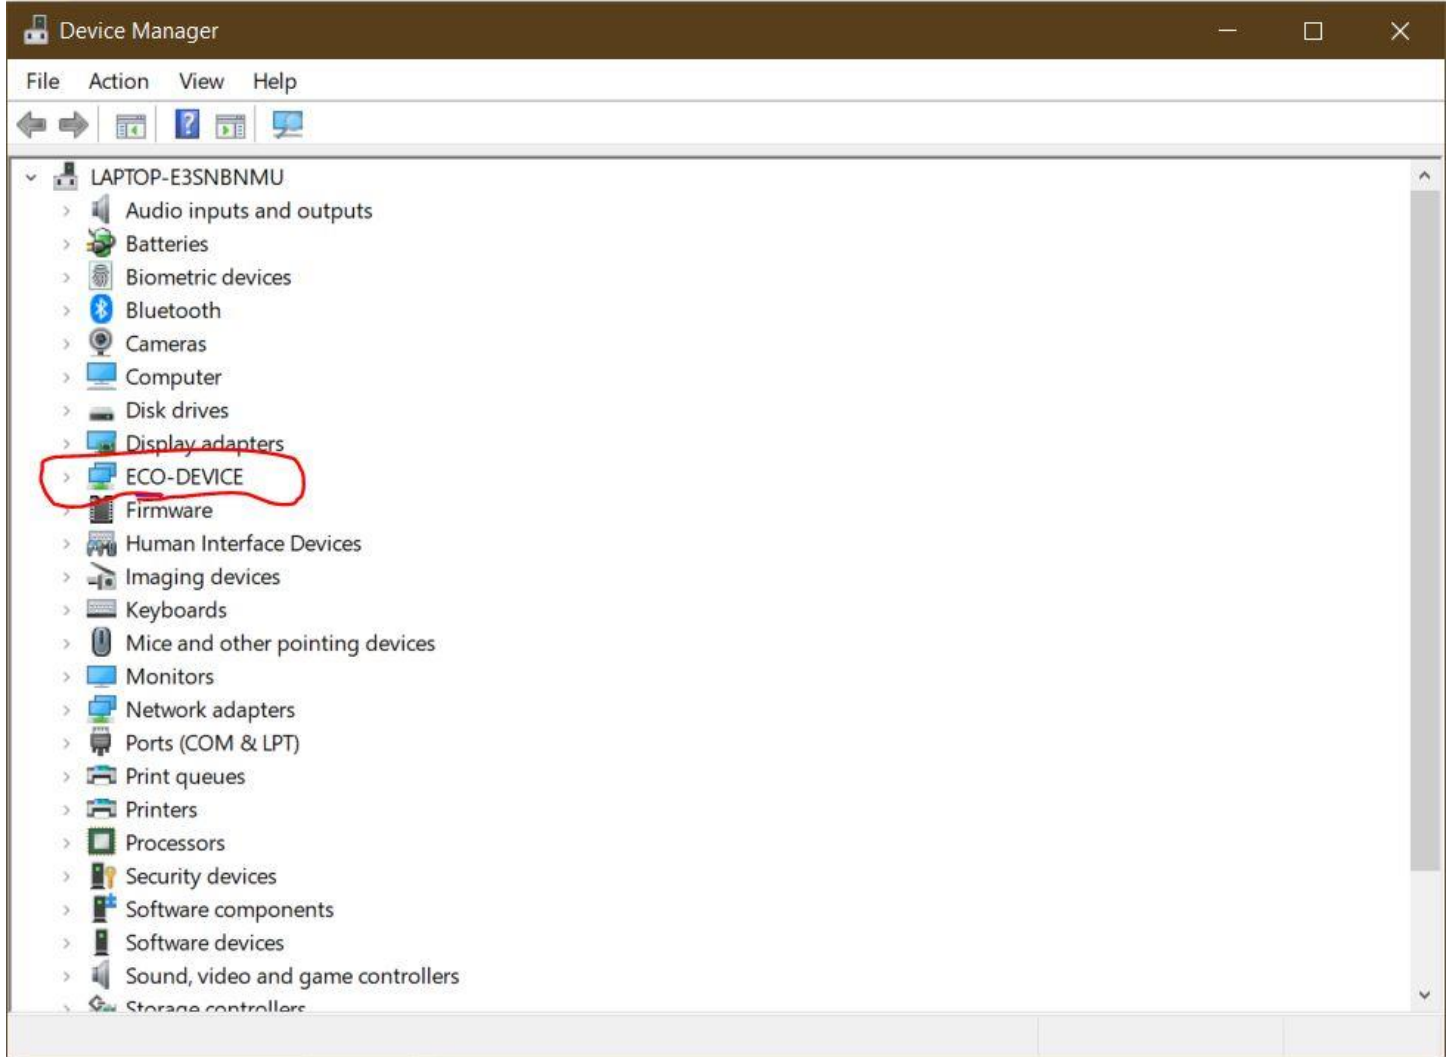 Device Manager
File Action View Help
LAPTOP-E3SNBNMU
Audio inputs and outputs
Batteries
Biometric devices
Bluetooth
Cameras
Computer
Disk drives
Display adapters
ECO-DEVICE
Firmware
Human Interface Devices
Imaging devices
Keyboards
Mice and other pointing devices
Monitors
Network adapters
Ports (COM & LPT)
Print queues
Printers
Processors
Security devices
Software components
Software devices
Sound, video and game controllers
Storage controllers